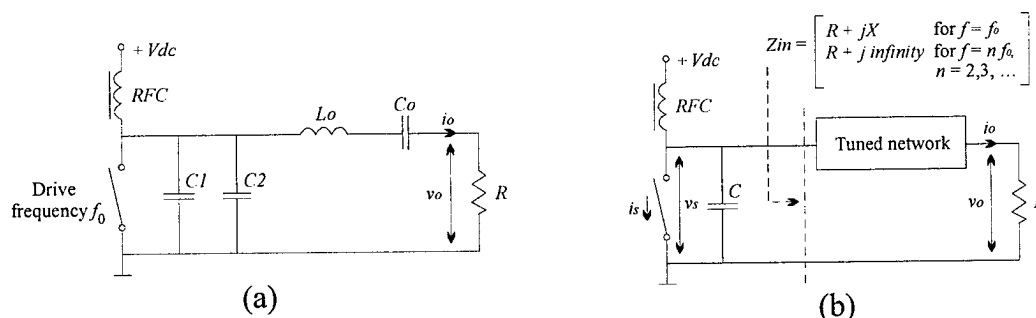 + Vdc
RFC
Lo
Co
io
Drive
frequency f0
C1
C2
vo
R
(a)
Zin =
R + jX for f = fo
R + j infinity for f = n fo,
n = 2,3, ...
+ Vdc
RFC
Tuned network
io
is
vs
C
vo
(b)